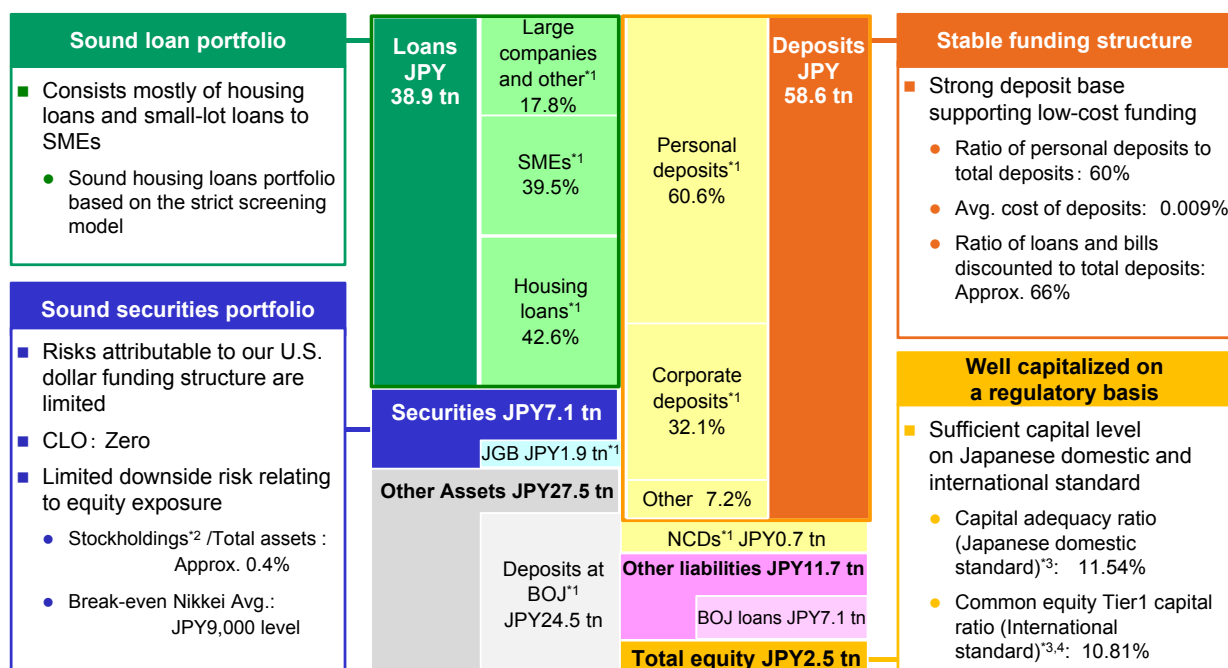 Sound loan portfolio
Consists mostly of housing
loans and small-lot loans to
SMEs
Sound housing loans portfolio
based on the strict screening
model
Sound securities portfolio
Risks attributable to our U.S.
dollar funding structure are
limited
CLO: Zero
Limited downside risk relating
to equity exposure
Stockholdings*2 /Total assets :
Approx. 0.4%
Break-even Nikkei Avg.:
JPY9,000 level
Loans
JPY
38.9 tn
Large
companies
and other*1
17.8%
SMEs*1
39.5%
Housing
loans*1
42.6%
Securities JPY7.1 tn
JGB JPY1.9 tn*1
Other Assets JPY27.5 tn
Deposits at
BOJ*1
JPY24.5 tn
Deposits
JPY
58.6 tn
Personal
deposits*1
60.6%
Corporate
deposits*1
32.1%
Other 7.2%
NCDs*1 JPY0.7 tn
Other liabilities JPY11.7 tn
BOJ loans JPY7.1 tn
Total equity JPY2.5 tn
Stable funding structure
Strong deposit base
supporting low-cost funding
Ratio of personal deposits to
total deposits: 60%
Avg. cost of deposits: 0.009%
Ratio of loans and bills
discounted to total deposits:
Approx. 66%
Well capitalized on
a regulatory basis
Sufficient capital level
on Japanese domestic and
international standard
Capital adequacy ratio
(Japanese domestic
standard)*3: 11.54%
Common equity Tier1 capital
ratio (International
standard)*3,4: 10.81%